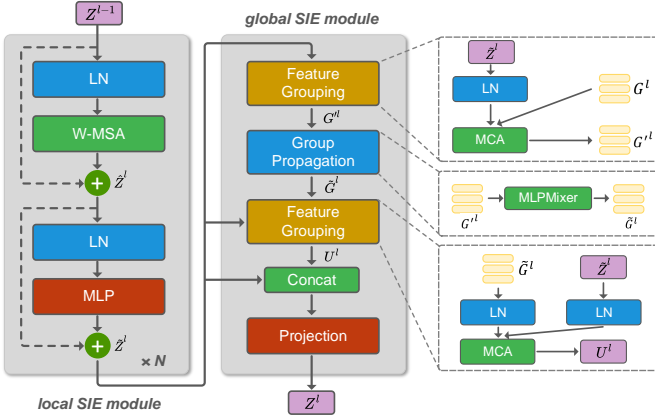 Z^{l−1}
LN
W-MSA
Ẑ^l
LN
MLP
Z̃^l
× N
local SIE module
global SIE module
Feature
Grouping
G'^l
Group
Propagation
G̃^l
Feature
Grouping
U^l
Concat
Projection
Z^l
Z̃^l
LN
G^l
MCA
G'^l
MLPMixer
G'^l
G̃^l
G̃^l
Z̃^l
LN
LN
MCA
U^l